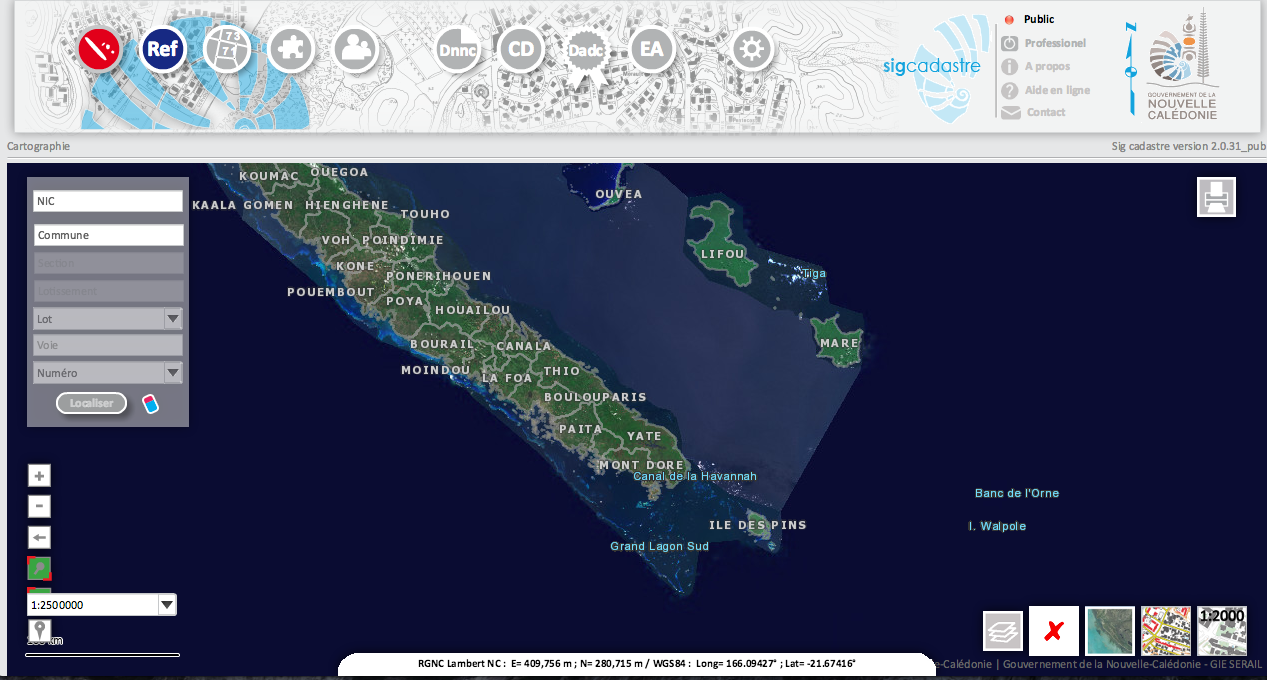 Ref
73
71
Dnnc
CD
Dadc
EA
sigcadastre
Public
Professionel
A propos
Aide en ligne
Contact
N
GOUVERNEMENT DE LA
NOUVELLE
CALÉDONIE
Cartographie
Sig cadastre version 2.0.31_pub
NIC
Commune
Section
Lotissement
Lot
Voie
Numéro
Localiser
KOUMAC
OUEGOA
OUVEA
KAALA GOMEN
HIENGHENE
TOUHO
VOH
POINDIMIE
LIFOU
KONE
PONERIHOUEN
Tiga
POUEMBOUT
POYA
HOUAILOU
BOURAIL
CANALA
MARE
MOINDOU
LA FOA
THIO
BOULOUPARIS
PAITA
YATE
MONT DORE
Canal de la Havannah
Banc de l'Orne
ILE DES PINS
I. Walpole
Grand Lagon Sud
1:2500000
km
1:2000
RGNC Lambert NC : E= 409,756 m ; N= 280,715 m / WGS84 : Long= 166.09427° ; Lat= -21.67416°
e-Calédonie | Gouvernement de la Nouvelle-Calédonie - GIE SERAIL